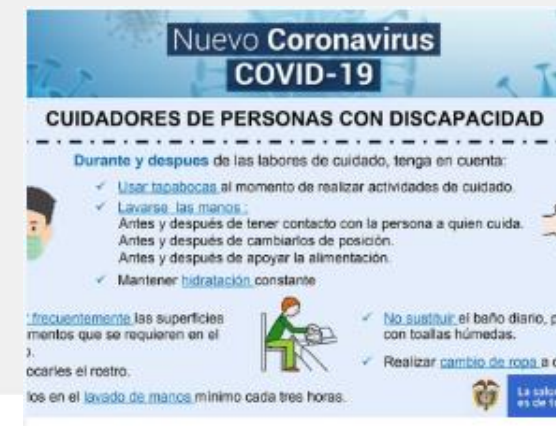 Nuevo Coronavirus
COVID-19
CUIDADORES DE PERSONAS CON DISCAPACIDAD
Durante y despues de las labores de cuidado, tenga en cuenta:
Usar tapabocas al momento de realizar actividades de cuidado.
Lavarse las manos :
Antes y después de tener contacto con la persona a quien cuida.
Antes y después de cambiarlos de posición.
Antes y después de apoyar la alimentación.
Mantener hidratación constante
frecuentemente las superficies
mentos que se requieren en el
ocarles el rostro.
los en el lavado de manos mínimo cada tres horas.
No sustituir el baño diario, p
con toallas húmedas.
Realizar cambio de ropa a d
La salud
es de t